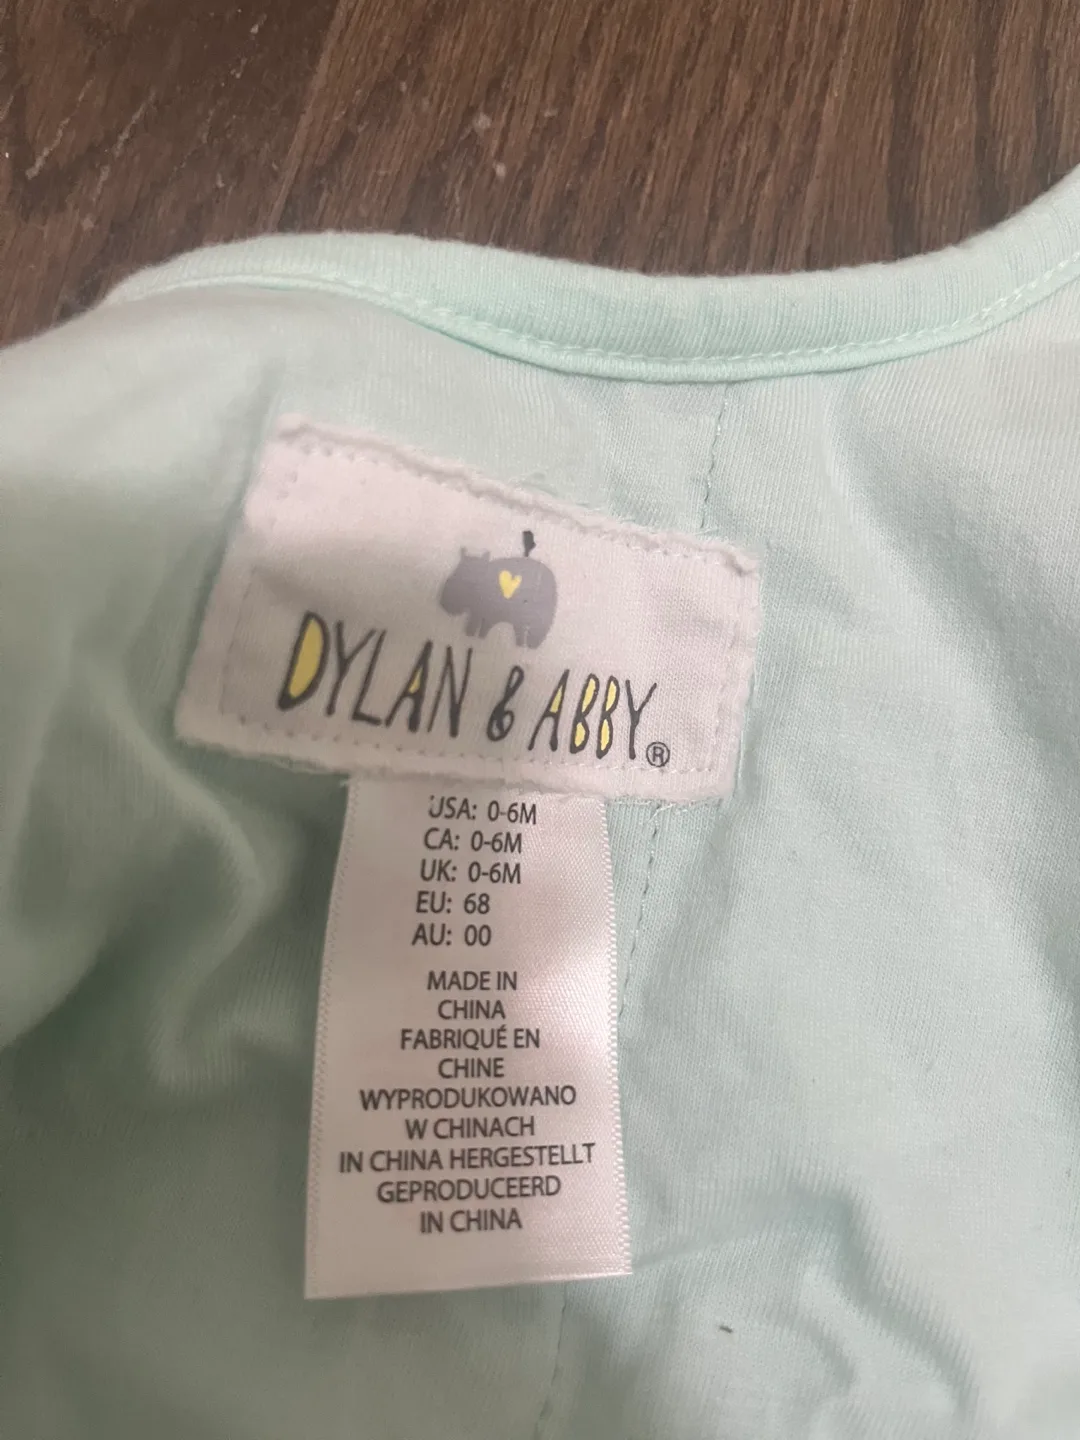 DYLAN & ABBY®
USA: 0-6M
CA: 0-6M
UK: 0-6M
EU: 68
AU: 00
MADE IN
CHINA
FABRIQUÉ EN
CHINE
WYPRODUKOWANO
W CHINACH
IN CHINA HERGESTELLT
GEPRODUCEERD
IN CHINA